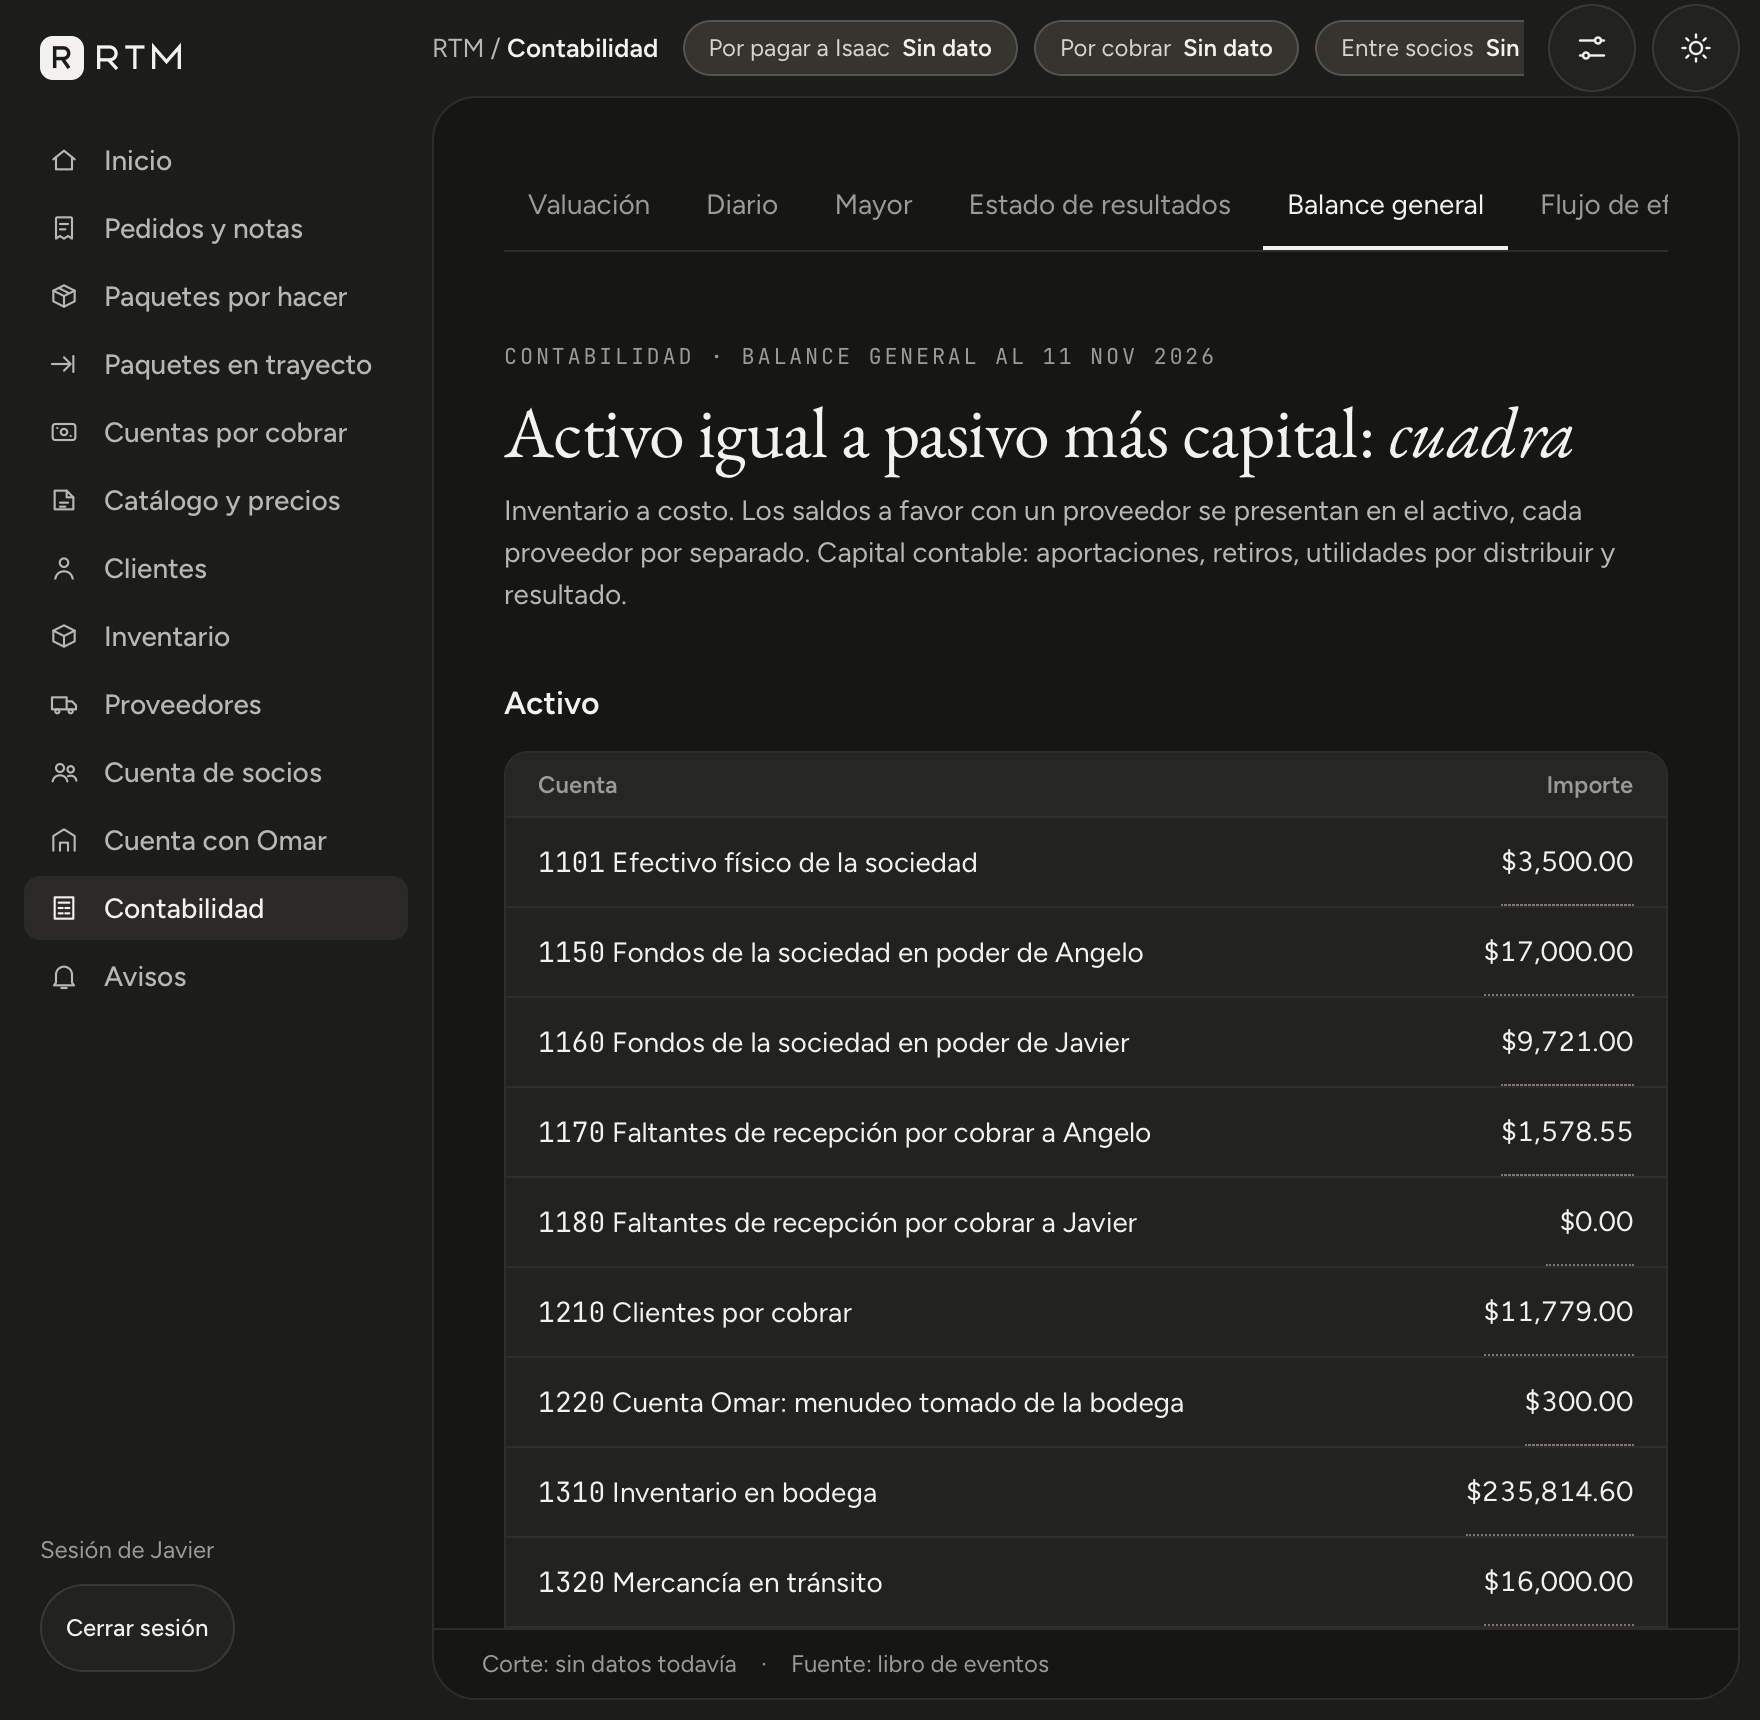 R RTM
RTM / Contabilidad
Por pagar a Isaac Sin dato
Por cobrar Sin dato
Entre socios Sin
Inicio
Pedidos y notas
Paquetes por hacer
Paquetes en trayecto
Cuentas por cobrar
Catálogo y precios
Clientes
Inventario
Proveedores
Cuenta de socios
Cuenta con Omar
Contabilidad
Avisos
Sesión de Javier
Cerrar sesión
Valuación Diario Mayor Estado de resultados Balance general Flujo de ef
CONTABILIDAD · BALANCE GENERAL AL 11 NOV 2026
Activo igual a pasivo más capital: cuadra
Inventario a costo. Los saldos a favor con un proveedor se presentan en el activo, cada
proveedor por separado. Capital contable: aportaciones, retiros, utilidades por distribuir y
resultado.
Activo
Cuenta Importe
1101 Efectivo físico de la sociedad $3,500.00
1150 Fondos de la sociedad en poder de Angelo $17,000.00
1160 Fondos de la sociedad en poder de Javier $9,721.00
1170 Faltantes de recepción por cobrar a Angelo $1,578.55
1180 Faltantes de recepción por cobrar a Javier $0.00
1210 Clientes por cobrar $11,779.00
1220 Cuenta Omar: menudeo tomado de la bodega $300.00
1310 Inventario en bodega $235,814.60
1320 Mercancía en tránsito $16,000.00
Corte: sin datos todavía · Fuente: libro de eventos